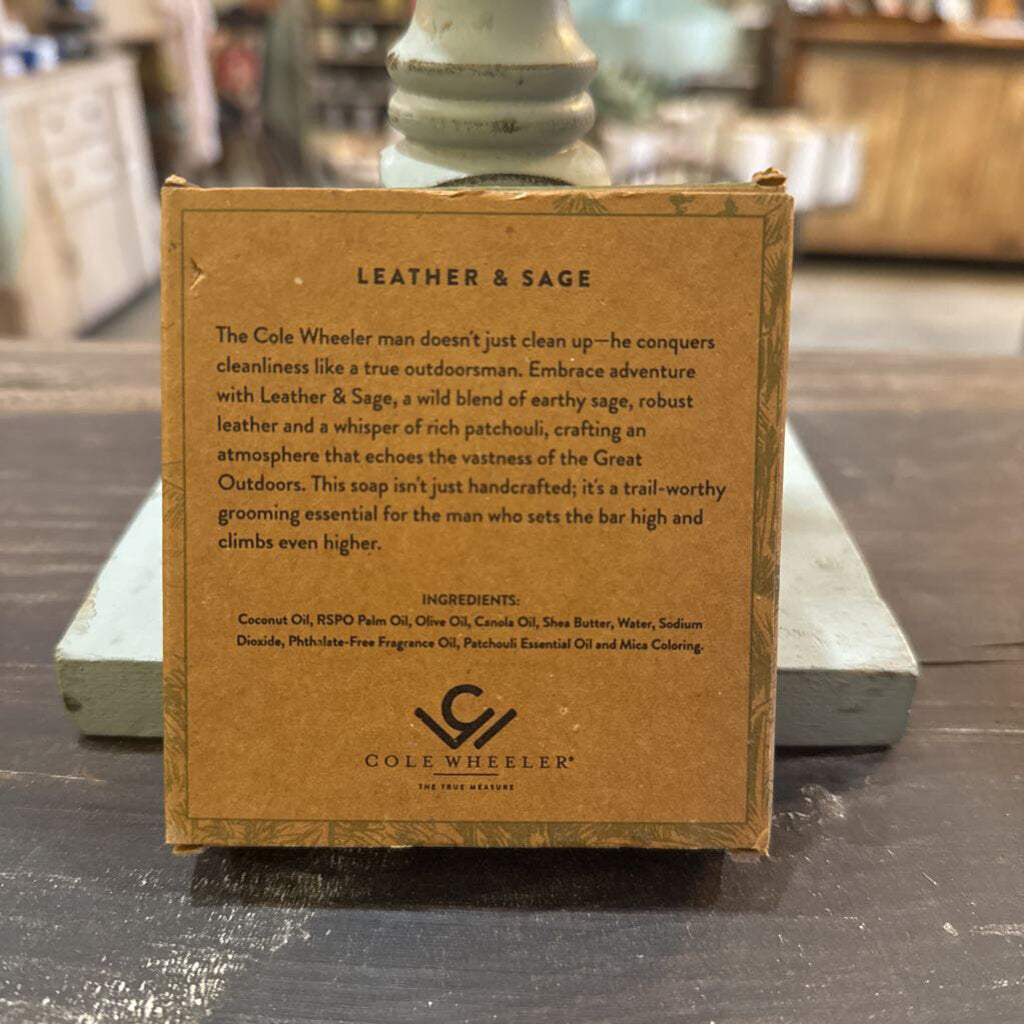 LEATHER & SAGE
The Cole Wheeler man doesn't just clean up—he conquers
cleanliness like a true outdoorsman. Embrace adventure
with Leather & Sage, a wild blend of earthy sage, robust
leather and a whisper of rich patchouli, crafting an
atmosphere that echoes the vastness of the Great
Outdoors. This soap isn't just handcrafted; it's a trail-worthy
grooming essential for the man who sets the bar high and
climbs even higher.
INGREDIENTS:
Coconut Oil, RSPO Palm Oil, Olive Oil, Canola Oil, Shea Butter, Water, Sodium
Dioxide, Phthalate-Free Fragrance Oil, Patchouli Essential Oil and Mica Coloring.
CW
COLE WHEELER®
THE TRUE MEASURE